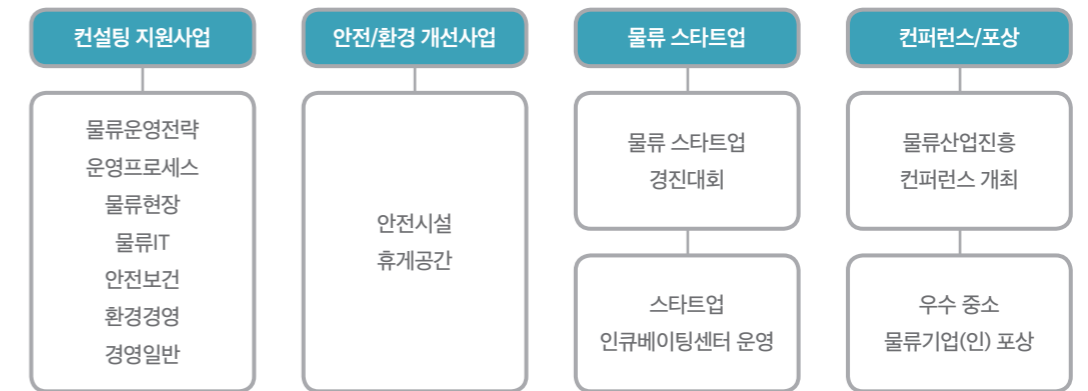 컨설팅 지원사업
물류운영전략
운영프로세스
물류현장
물류IT
안전보건
환경경영
경영일반
안전/환경 개선사업
안전시설
휴게공간
물류 스타트업
물류 스타트업
경진대회
스타트업
인큐베이팅센터 운영
컨퍼런스/포상
물류산업진흥
컨퍼런스 개최
우수 중소
물류기업(인) 포상